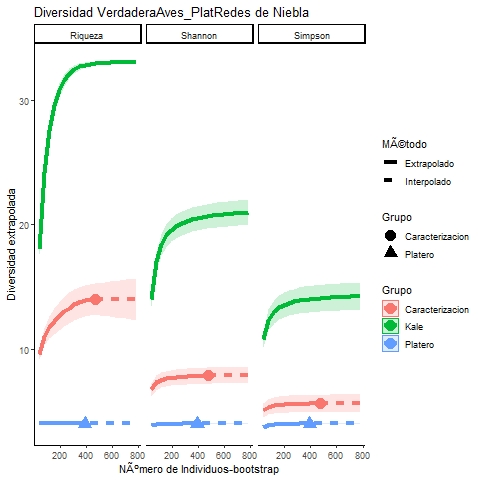 Diversidad VerdaderaAves_PlatRedes de Niebla
Riqueza
Shannon
Simpson
Diversidad extrapolada
30
20
10
200 400 600 800
200 400 600 800
200 400 600 800
NÃºmero de Individuos-bootstrap
MÃ©todo
Extrapolado
Interpolado
Grupo
Caracterizacion
Platero
Grupo
Caracterizacion
Kale
Platero